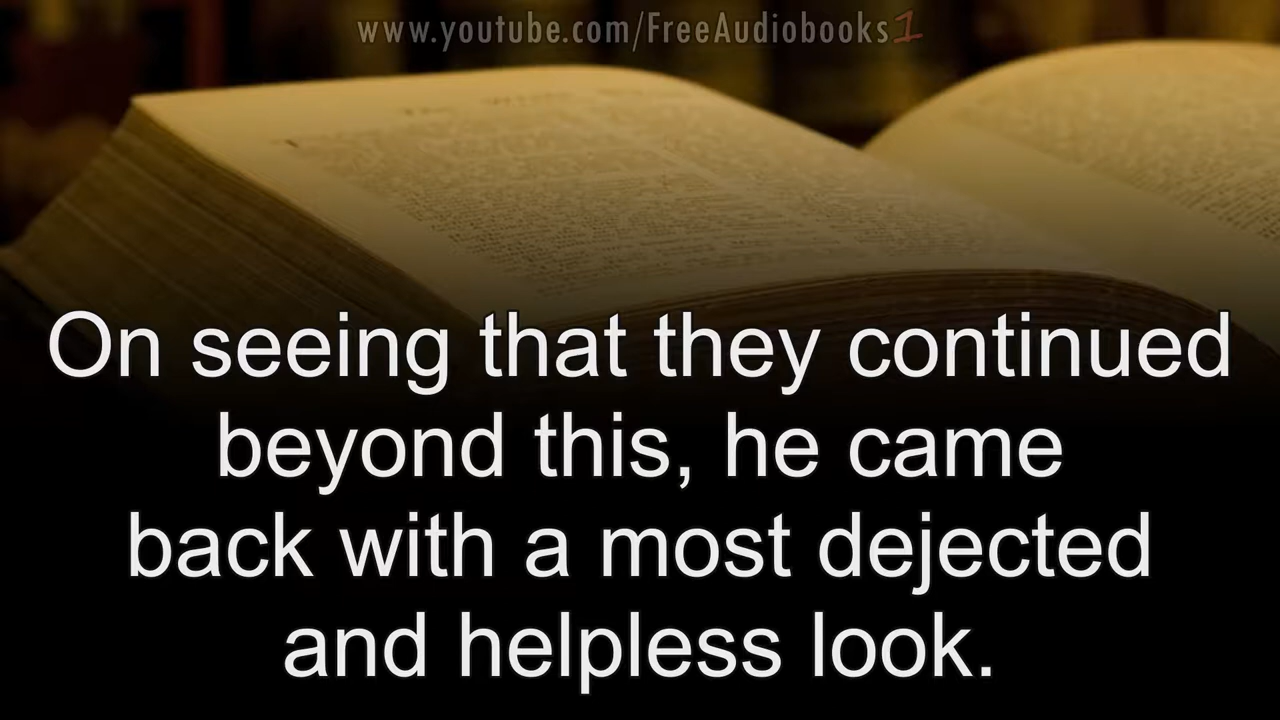 www.youtube.com/FreeAudiobooks1
On seeing that they continued
beyond this, he came
back with a most dejected
and helpless look.